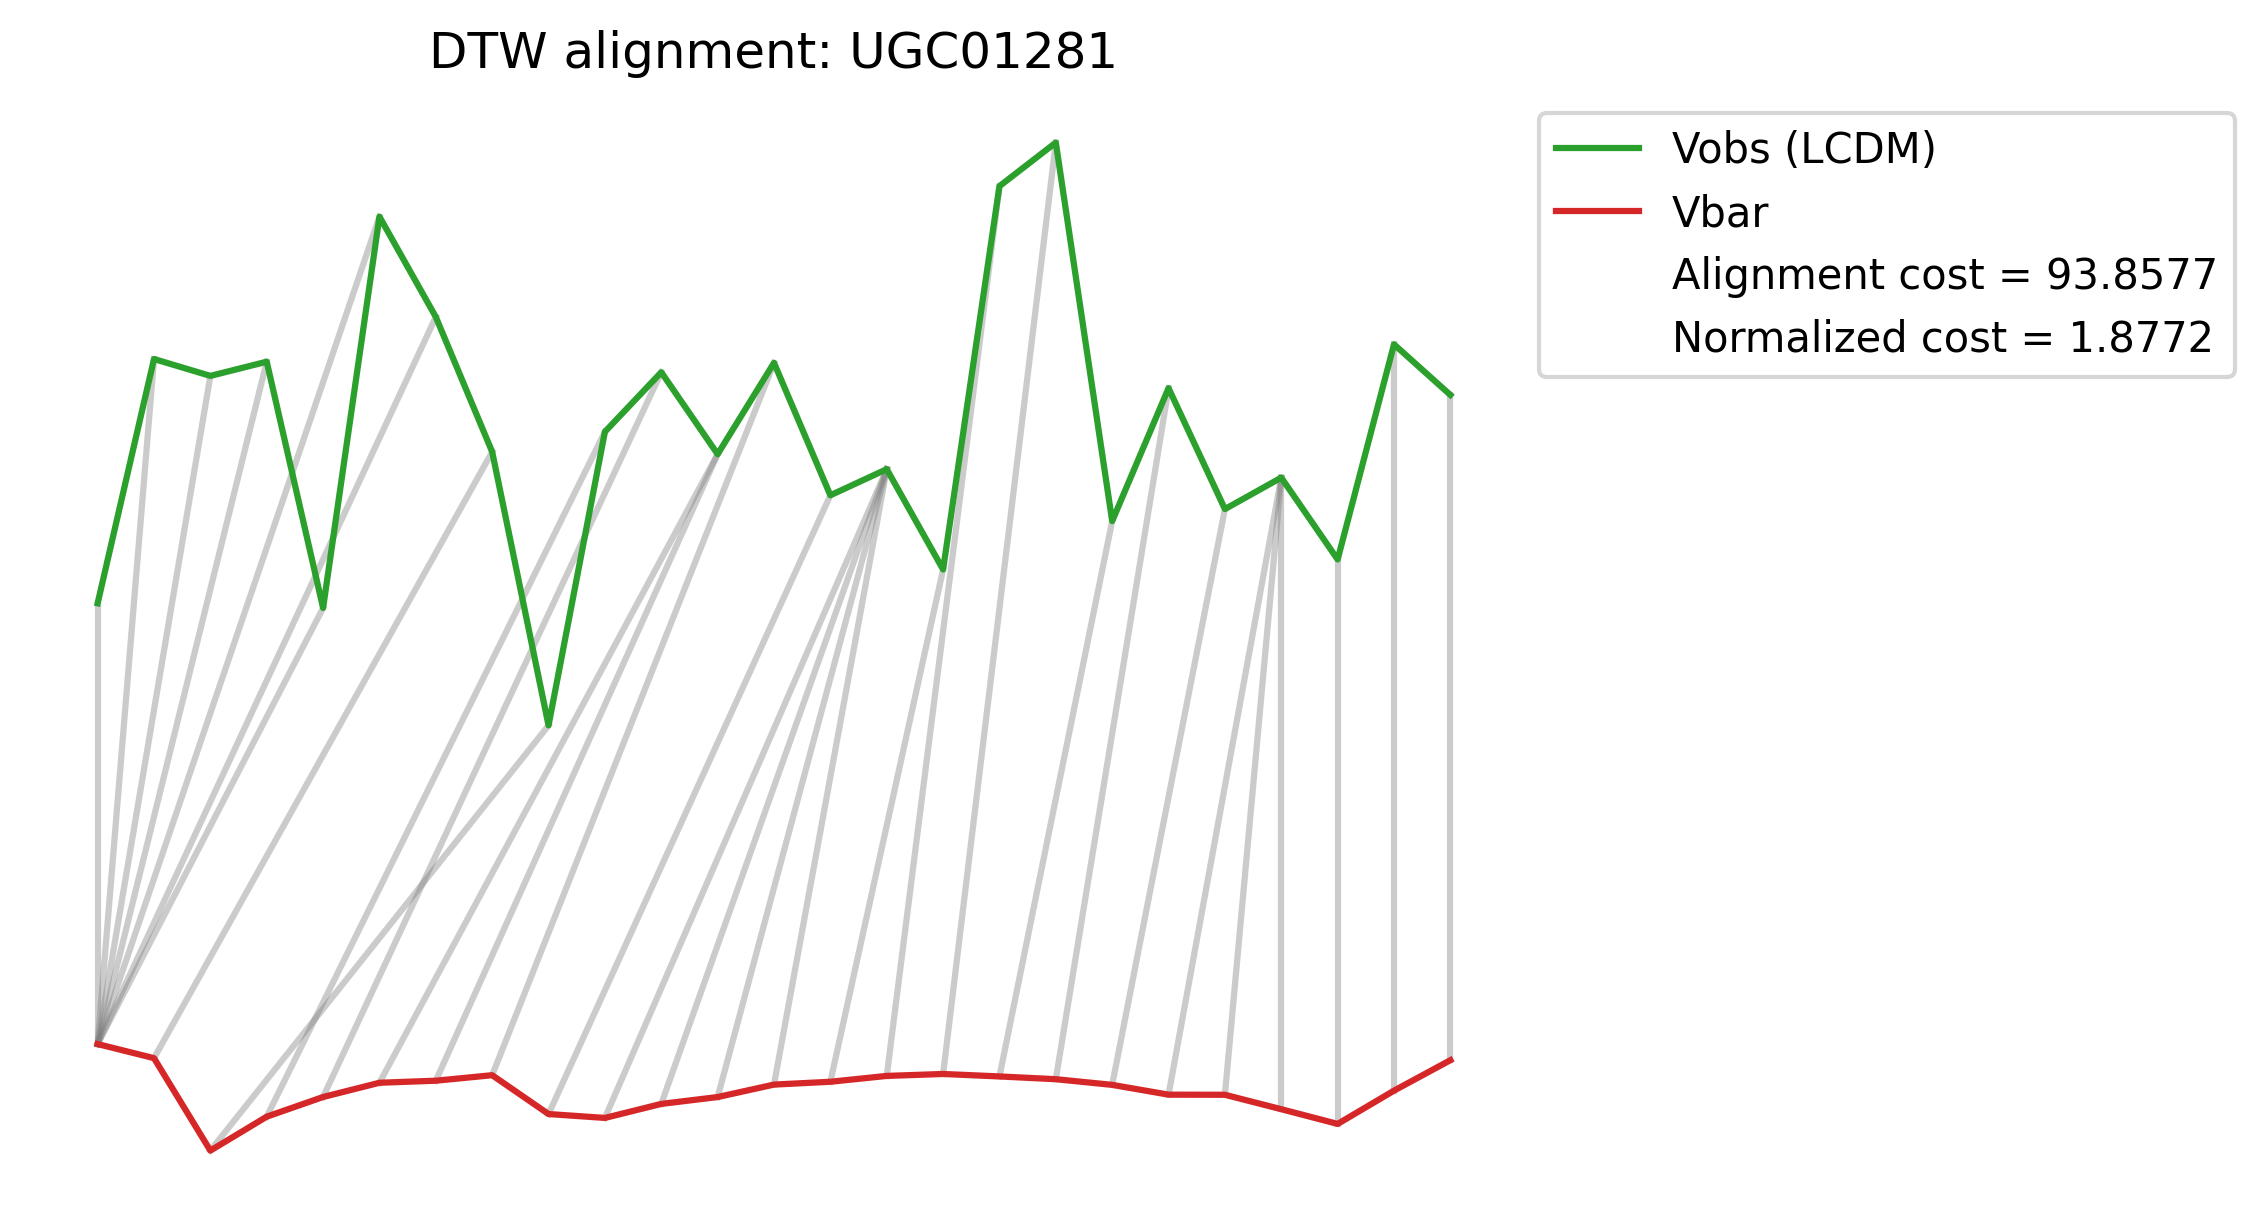 DTW alignment: UGC01281
Vobs (LCDM)
Vbar
Alignment cost = 93.8577
Normalized cost = 1.8772